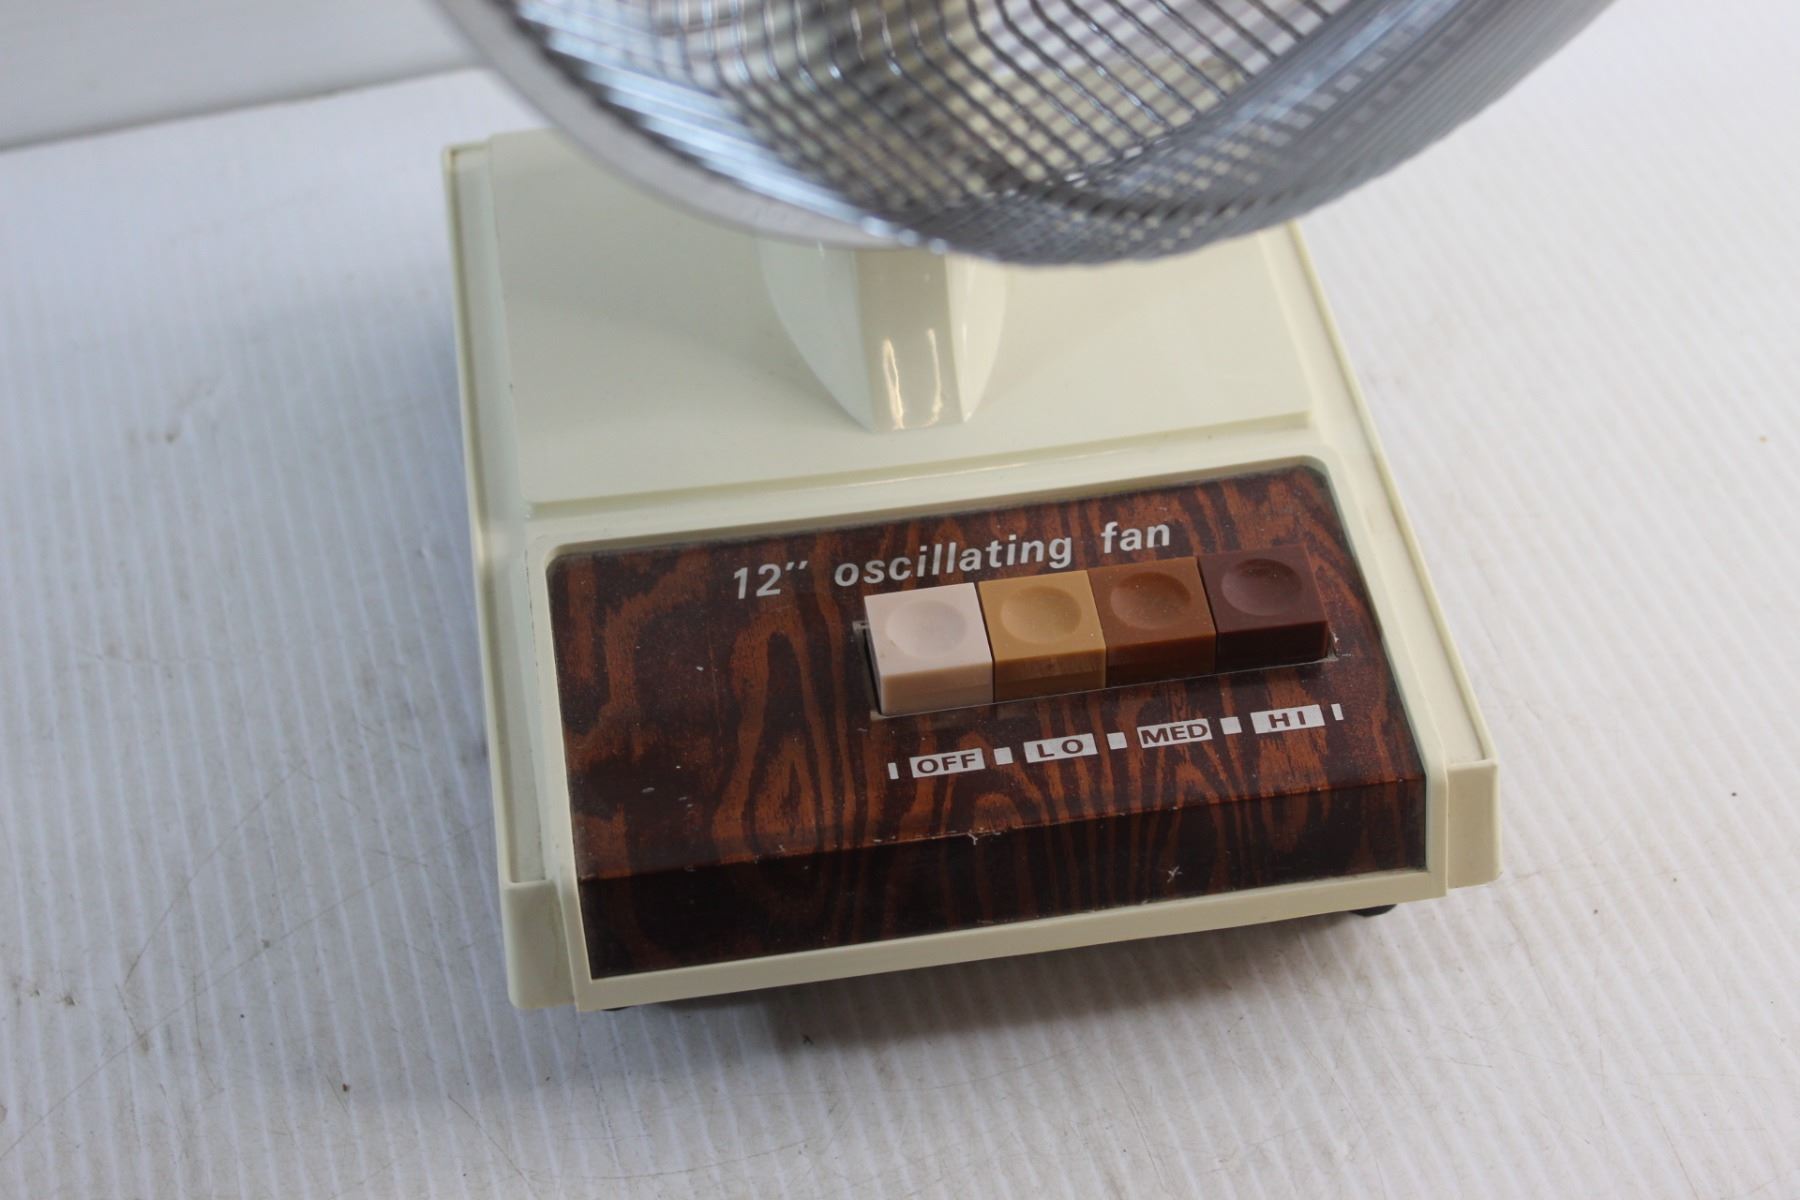 12" oscillating fan
OFF LO MED HI